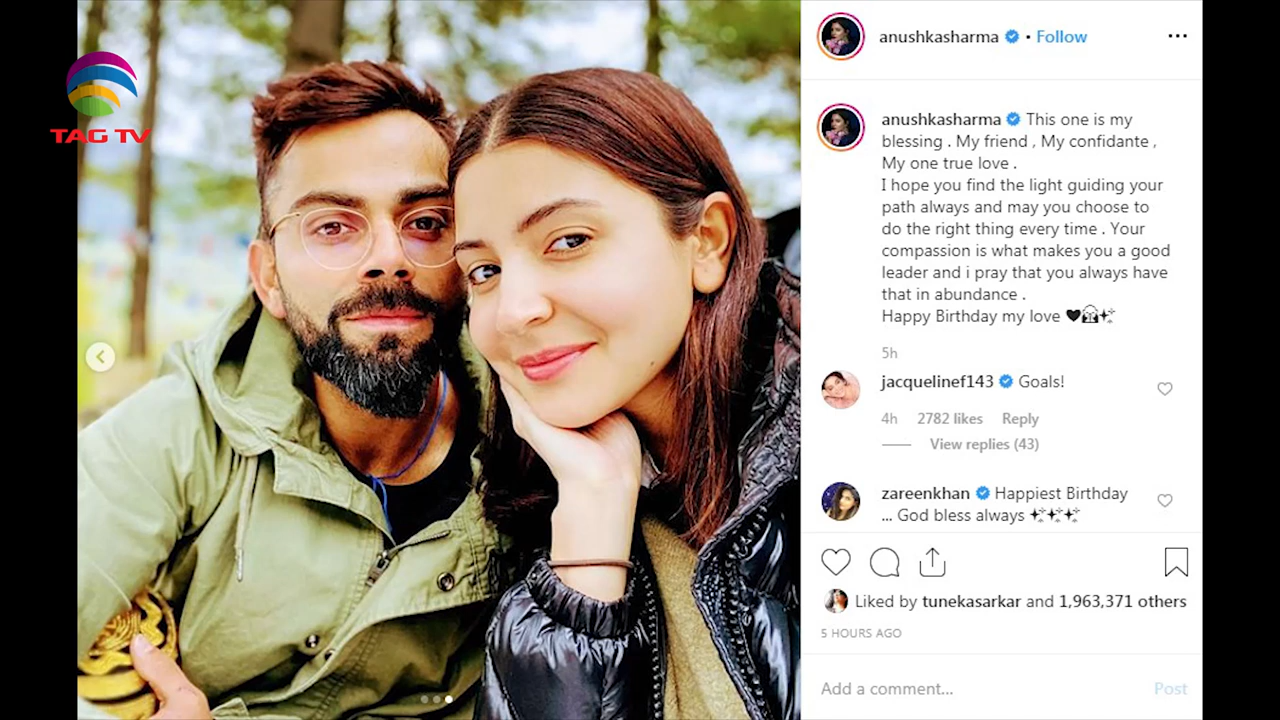 TAG TV
anushkasharma • Follow
anushkasharma This one is my
blessing . My friend , My confidante ,
My one true love .
I hope you find the light guiding your
path always and may you choose to
do the right thing every time . Your
compassion is what makes you a good
leader and i pray that you always have
that in abundance .
Happy Birthday my love 🖤
5h
jacquelinef143 Goals!
4h 2782 likes Reply
View replies (43)
zareenkhan Happiest Birthday
... God bless always ✨✨✨
Liked by tunekasarkar and 1,963,371 others
5 HOURS AGO
Add a comment... Post